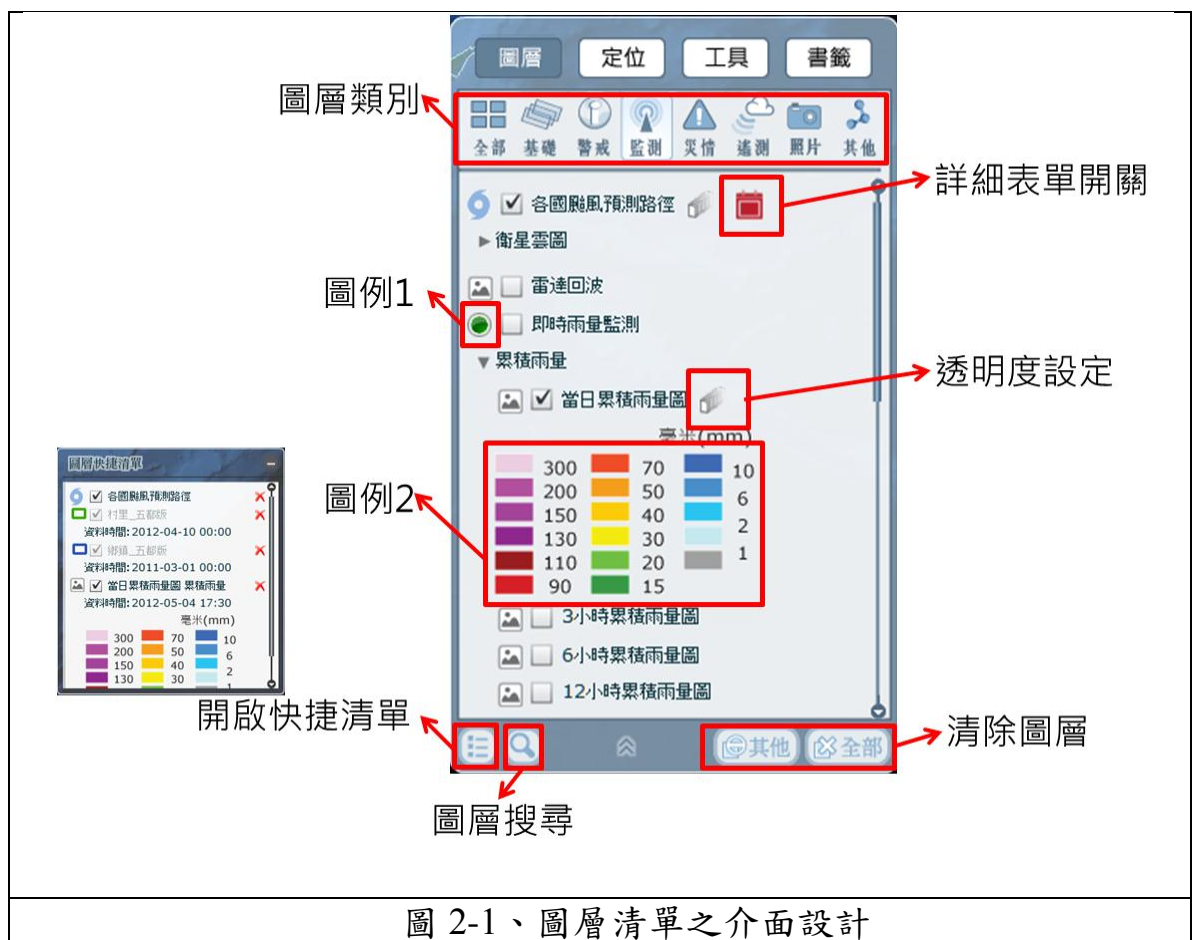 圖層 定位 工具 書籤
圖層類別
全部 基礎 警戒 監測 災情 遙測 照片 其他
詳細表單開關
各國颱風預測路徑
衛星雲圖
雷達回波
圖例1
即時雨量監測
累積雨量
透明度設定
當日累積雨量圖
毫米(mm)
圖例2
300 70 10
200 50 6
150 40 2
130 30 1
110 20
90 15
3小時累積雨量圖
6小時累積雨量圖
12小時累積雨量圖
圖層快捷清單
各國颱風預測路徑
村里_五都版
資料時間:2012-04-10 00:00
鄉鎮_五都版
資料時間:2011-03-01 00:00
當日累積雨量圖 累積雨量
資料時間:2012-05-04 17:30
毫米(mm)
300 70 10
200 50 6
150 40 2
130 30
開啟快捷清單
其他 全部
清除圖層
圖層搜尋
圖 2-1、圖層清單之介面設計